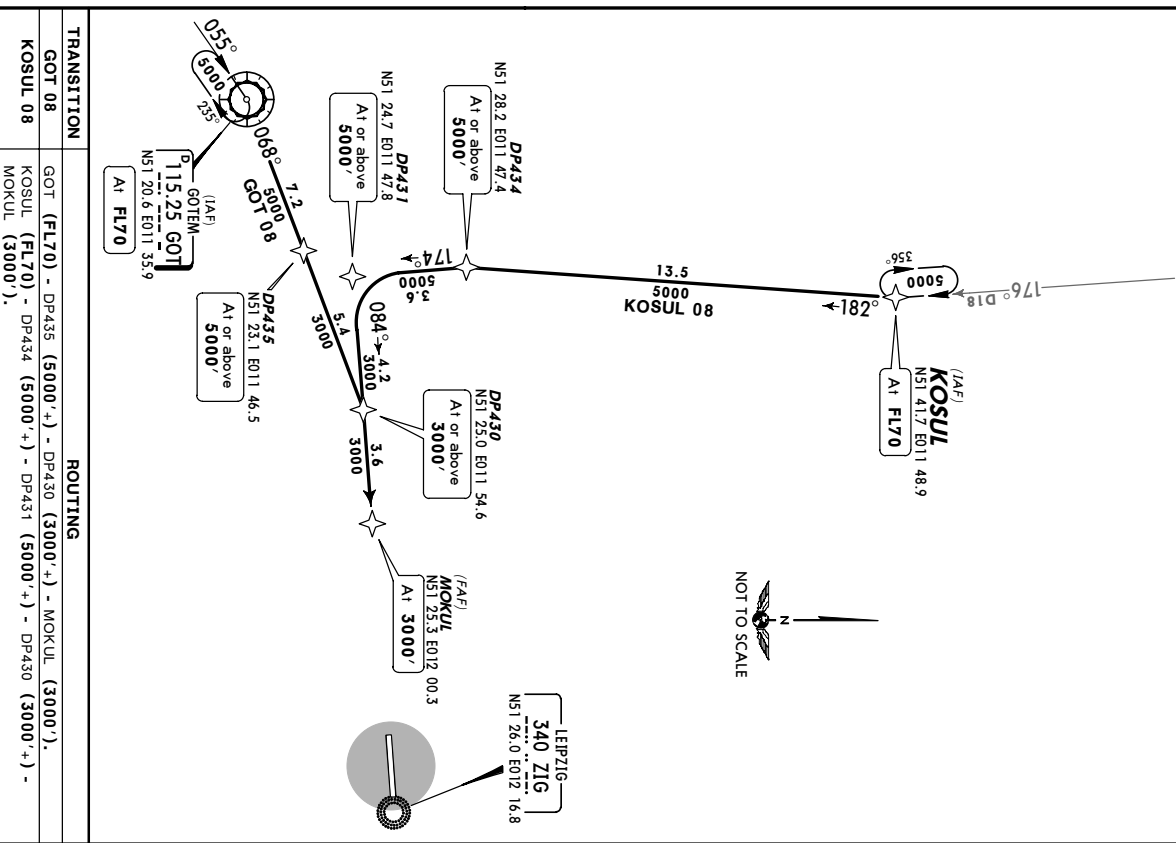 176° D18
356°
5000
(IAF)
KOSUL
N51 41.7 E011 48.9
At FL70
182°
13.5
5000
KOSUL 08
NOT TO SCALE
N
DP434
N51 28.2 E011 47.4
At or above
5000'
174°
3.6
5000
DP431
N51 24.7 E011 47.8
At or above
5000'
084°
4.2
3000
DP430
N51 25.0 E011 54.6
At or above
3000'
3.6
3000
(FAF)
MOKUL
N51 25.3 E012 00.3
At 3000'
LEIPZIG
340 ZIG
N51 26.0 E012 16.8
055°
5000
235°
068°
7.2
5000
GOT 08
5.4
3000
DP435
N51 23.1 E011 46.5
At or above
5000'
(IAF)
GOTEM
D 115.25 GOT
N51 20.6 E011 35.9
At FL70
TRANSITION ROUTING
GOT 08 GOT (FL70) - DP435 (5000'+) - DP430 (3000'+) - MOKUL (3000').
KOSUL 08 KOSUL (FL70) - DP434 (5000'+) - DP431 (5000'+) - DP430 (3000'+) -
MOKUL (3000').